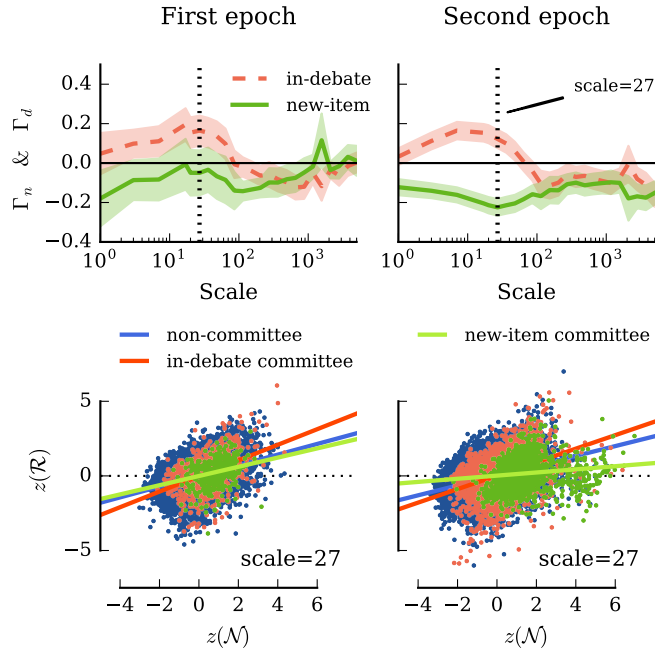 First epoch
Second epoch
0.4
0.2
0.0
−0.2
−0.4
Γn & Γd
in-debate
new-item
scale=27
10^0 10^1 10^2 10^3
10^0 10^1 10^2 10^3
Scale
Scale
non-committee
in-debate committee
new-item committee
5
0
−5
z(R)
scale=27
scale=27
−4 −2 0 2 4 6
−4 −2 0 2 4 6
z(N)
z(N)